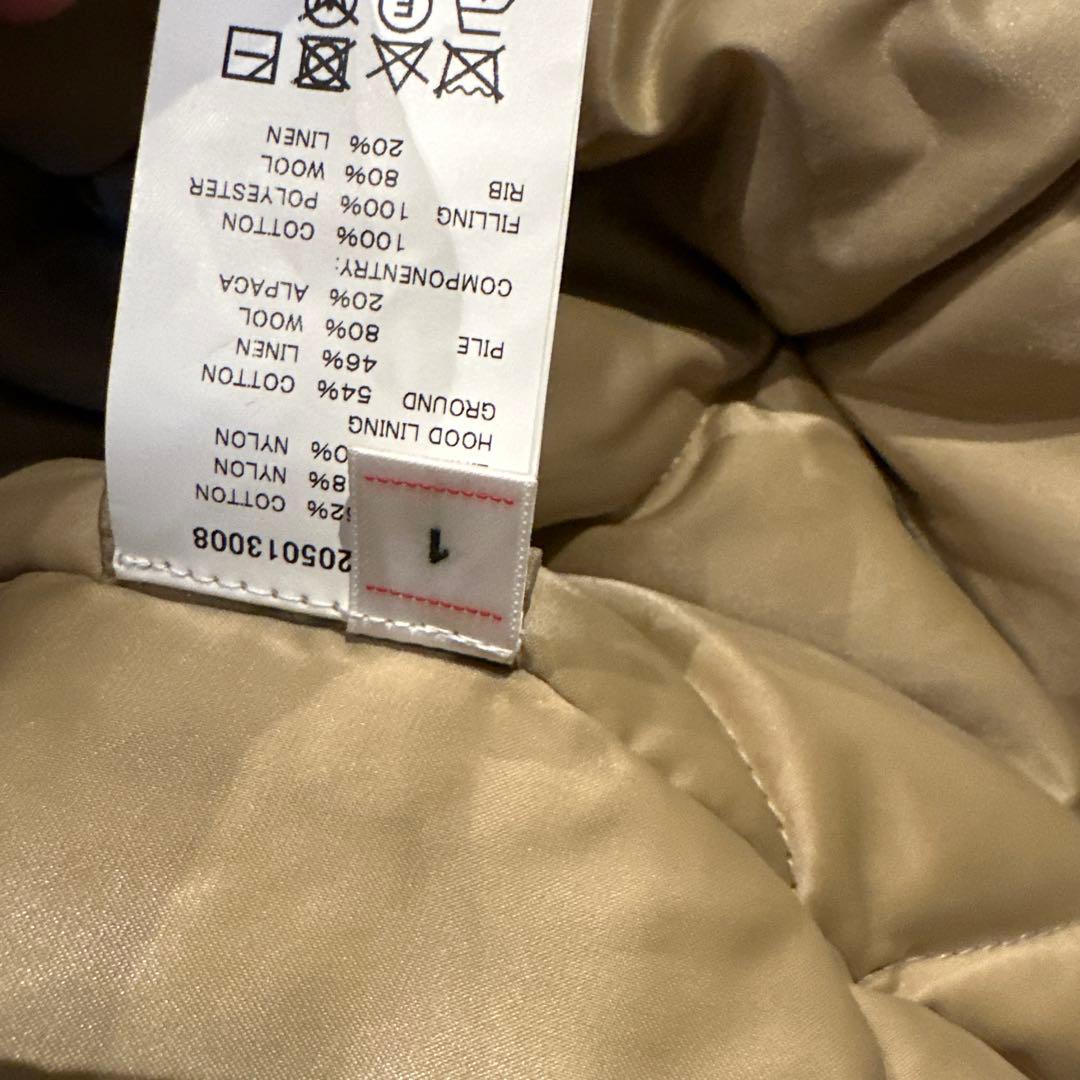 205013008
COTTON
NYLON
NYLON
HOOD LINING
GROUND 54% COTTON
46% LINEN
PILE 80% WOOL
20% ALPACA
COMPONENTRY:
100% COTTON
FILLING 100% POLYESTER
RIB 80% WOOL
20% LINEN
E
1